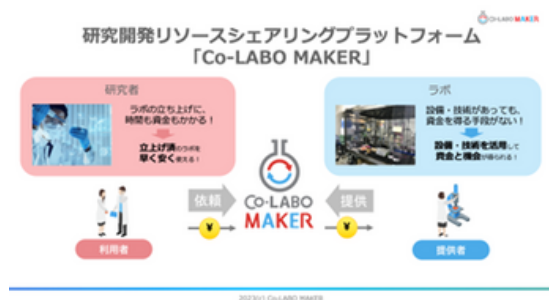 CO-LABO MAKER
研究開発リソースシェアリングプラットフォーム
「Co-LABO MAKER」
研究者
ラボの立ち上げに、
時間も資金もかかる！
立上げ済のラボを
早く安く使える！
ラボ
設備・技術があっても、
資金を得る手段がない！
設備・技術を活用して
資金と機会が得られる！
依頼
¥
CO-LABO
MAKER
提供
¥
利用者
提供者
2023(c) Co-LABO MAKER